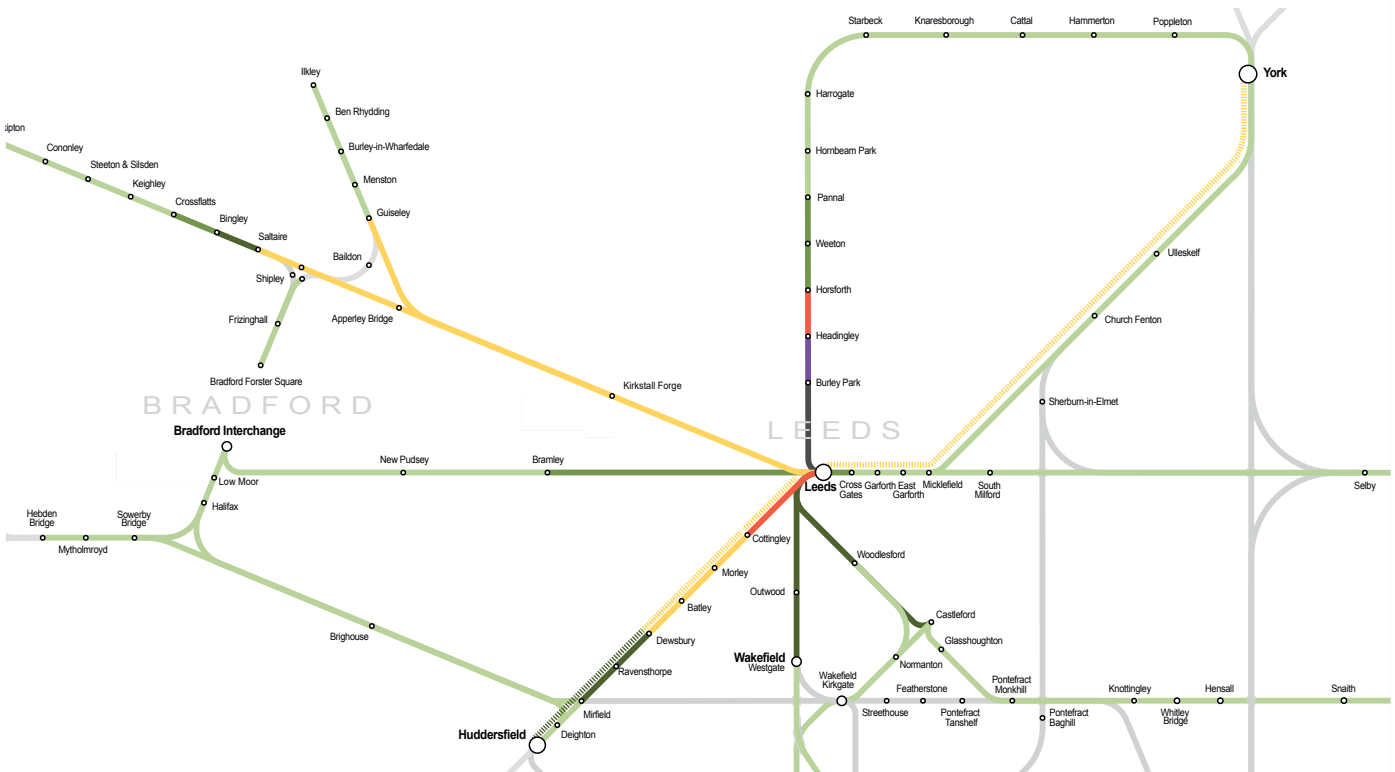 Starbeck
Knaresborough
Cattal
Hammerton
Poppleton
York
Ilkley
Harrogate
Ben Rhydding
Cononley
Burley-in-Wharfedale
Hornbeam Park
Steeton & Silsden
Menston
Keighley
Pannal
Crossflatts
Guiseley
Bingley
Saltaire
Weeton
Baildon
Ulleskelf
Shipley
Horsforth
Frizinghall
Apperley Bridge
Church Fenton
Headingley
Bradford Forster Square
Kirkstall Forge
Burley Park
BRADFORD
Sherburn-in-Elmet
Bradford Interchange
LEEDS
New Pudsey
Bramley
Low Moor
Leeds
Cross
Gates
Garforth
East
Garforth
Micklefield
South
Milford
Selby
Halifax
Hebden
Bridge
Sowerby
Bridge
Mytholmroyd
Cottingley
Woodlesford
Morley
Outwood
Batley
Castleford
Brighouse
Dewsbury
Glasshoughton
Wakefield
Westgate
Normanton
Ravensthorpe
Wakefield
Kirkgate
Featherstone
Pontefract
Monkhill
Knottingley
Hensall
Snaith
Mirfield
Streethouse
Pontefract
Tanshelf
Pontefract
Baghill
Whitley
Bridge
Huddersfield
Deighton